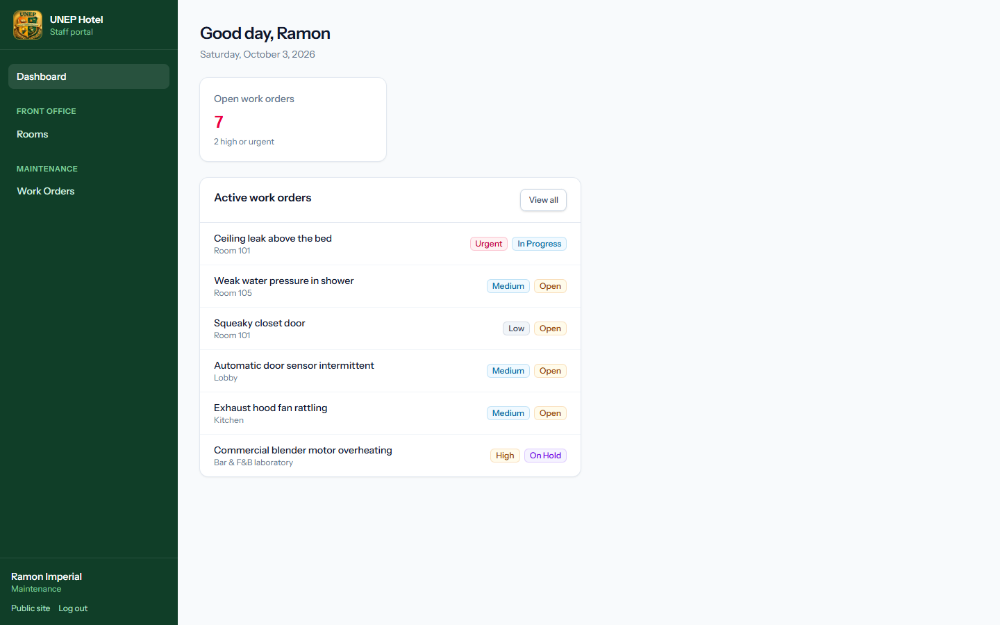 UNEP
UNEP Hotel
Staff portal
Dashboard
FRONT OFFICE
Rooms
MAINTENANCE
Work Orders
Ramon Imperial
Maintenance
Public site Log out
Good day, Ramon
Saturday, October 3, 2026
Open work orders
7
2 high or urgent
Active work orders
View all
Ceiling leak above the bed
Room 101
Urgent In Progress
Weak water pressure in shower
Room 105
Medium Open
Squeaky closet door
Room 101
Low Open
Automatic door sensor intermittent
Lobby
Medium Open
Exhaust hood fan rattling
Kitchen
Medium Open
Commercial blender motor overheating
Bar & F&B laboratory
High On Hold